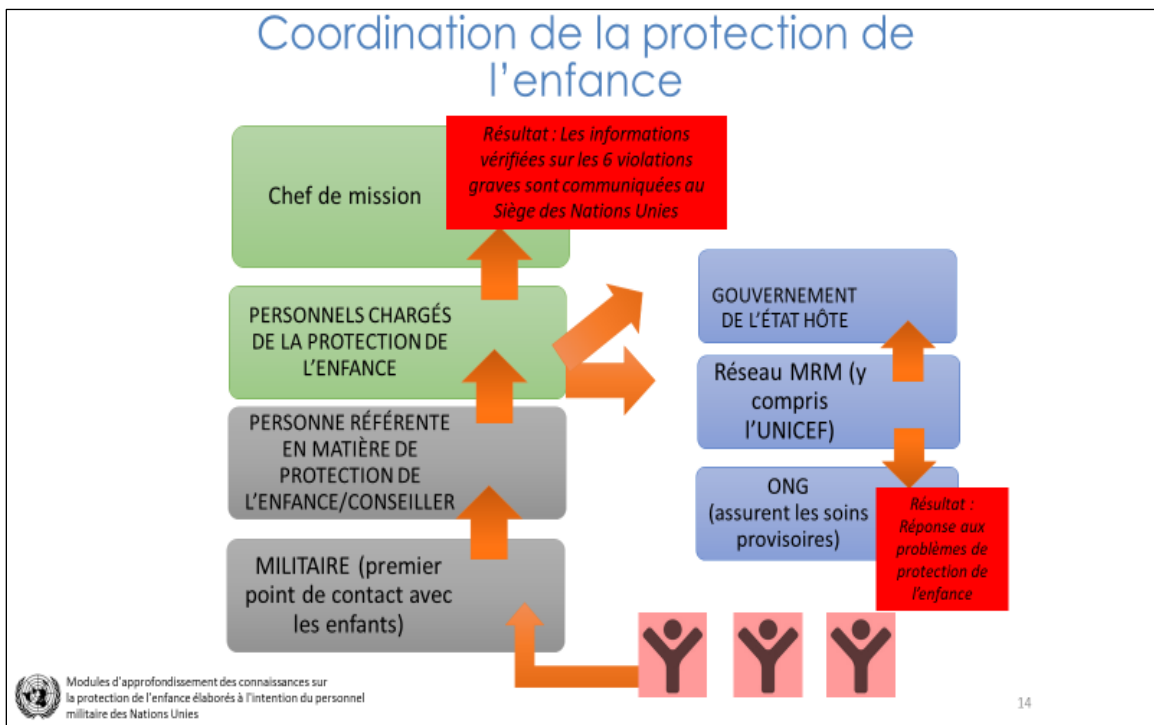 Coordination de la protection de
l'enfance
Chef de mission
Résultat : Les informations
vérifiées sur les 6 violations
graves sont communiquées au
Siège des Nations Unies
PERSONNELS CHARGÉS
DE LA PROTECTION DE
L'ENFANCE
PERSONNE RÉFÉRENTE
EN MATIÈRE DE
PROTECTION DE
L'ENFANCE/CONSEILLER
MILITAIRE (premier
point de contact avec
les enfants)
GOUVERNEMENT
DE L'ÉTAT HÔTE
Réseau MRM (y
compris
l'UNICEF)
ONG
(assurent les soins
provisoires)
Résultat :
Réponse aux
problèmes de
protection de
l'enfance
Modules d'approfondissement des connaissances sur
la protection de l'enfance élaborés à l'intention du personnel
militaire des Nations Unies
14